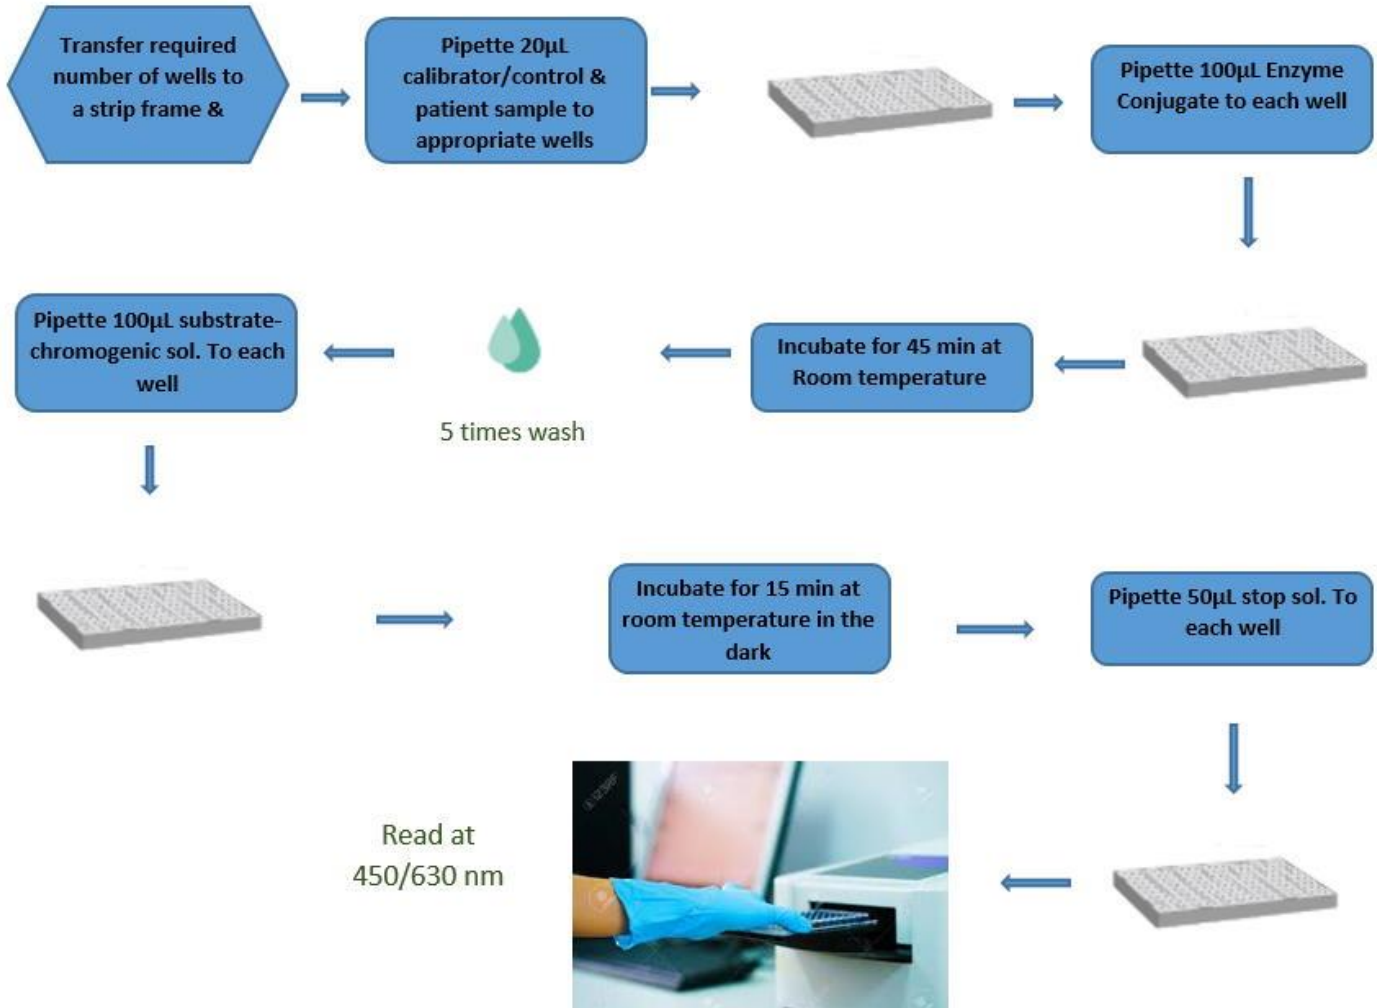 Transfer required
number of wells to
a strip frame &
Pipette 20µL
calibrator/control &
patient sample to
appropriate wells
Pipette 100µL Enzyme
Conjugate to each well
Incubate for 45 min at
Room temperature
5 times wash
Pipette 100µL substrate-
chromogenic sol. To each
well
Incubate for 15 min at
room temperature in the
dark
Pipette 50µL stop sol. To
each well
Read at
450/630 nm